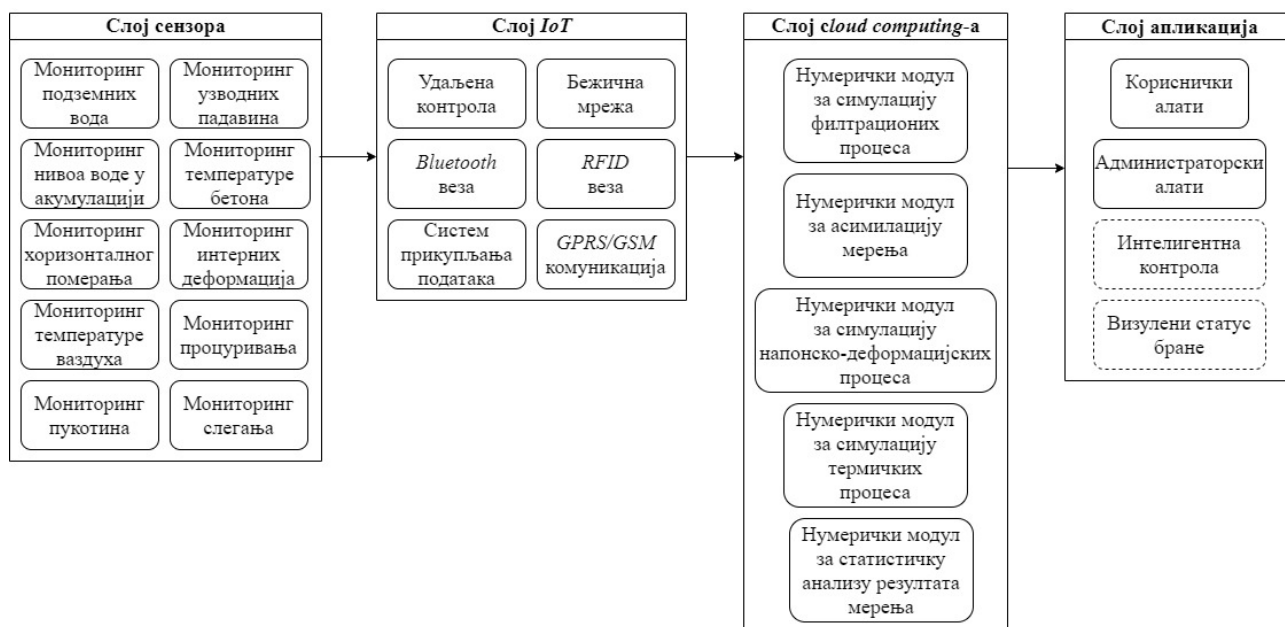 Слој сензора
Мониторинг
подземних
вода
Мониторинг
узводних
падавина
Мониторинг
нивоа воде у
акумулацији
Мониторинг
температуре
бетона
Мониторинг
хоризонталног
померања
Мониторинг
интерних
деформација
Мониторинг
температуре
ваздуха
Мониторинг
процуривања
Мониторинг
пукотина
Мониторинг
слегања
Слој IoT
Удаљена
контрола
Бежична
мрежа
Bluetooth
веза
RFID
веза
Систем
прикупљања
података
GPRS/GSM
комуникација
Слој cloud computing-а
Нумерички модул
за симулацију
филтрационих
процеса
Нумерички модул
за асимилацију
мерења
Нумерички модул
за симулацију
напонско-деформацијских
процеса
Нумерички модул
за симулацију
термичких
процеса
Нумерички модул
за статистичку
анализу резултата
мерења
Слој апликација
Кориснички
алати
Администраторски
алати
Интелигентна
контрола
Визулени статус
бране